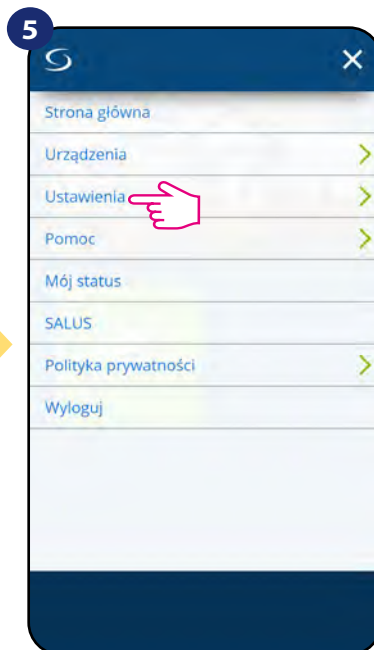 5
Strona główna
Urządzenia
Ustawienia
Pomoc
Mój status
SALUS
Polityka prywatności
Wyloguj